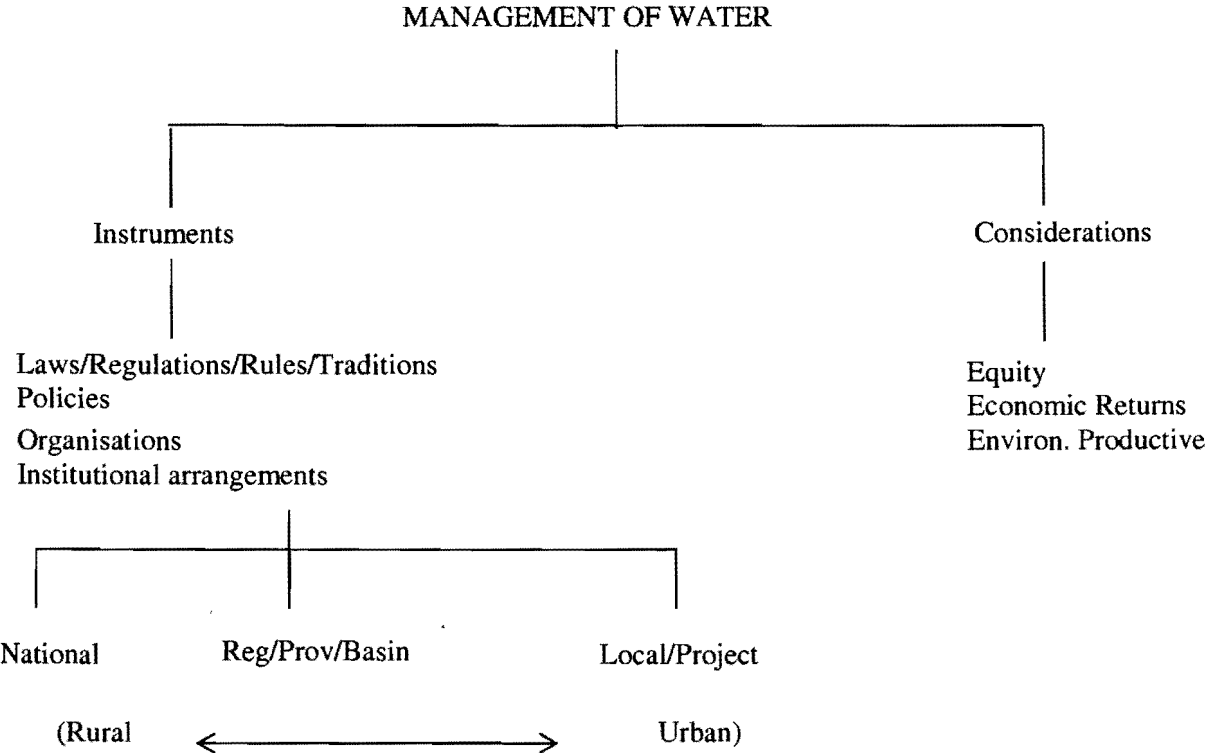 MANAGEMENT OF WATER
Instruments
Considerations
Laws/Regulations/Rules/Traditions
Policies
Organisations
Institutional arrangements
Equity
Economic Returns
Environ. Productive
National
Reg/Prov/Basin
Local/Project
(Rural
Urban)